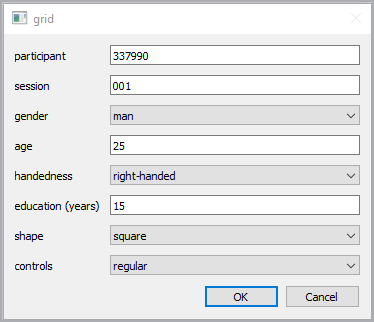 grid
participant 337990
session 001
gender man
age 25
handedness right-handed
education (years) 15
shape square
controls regular
OK Cancel